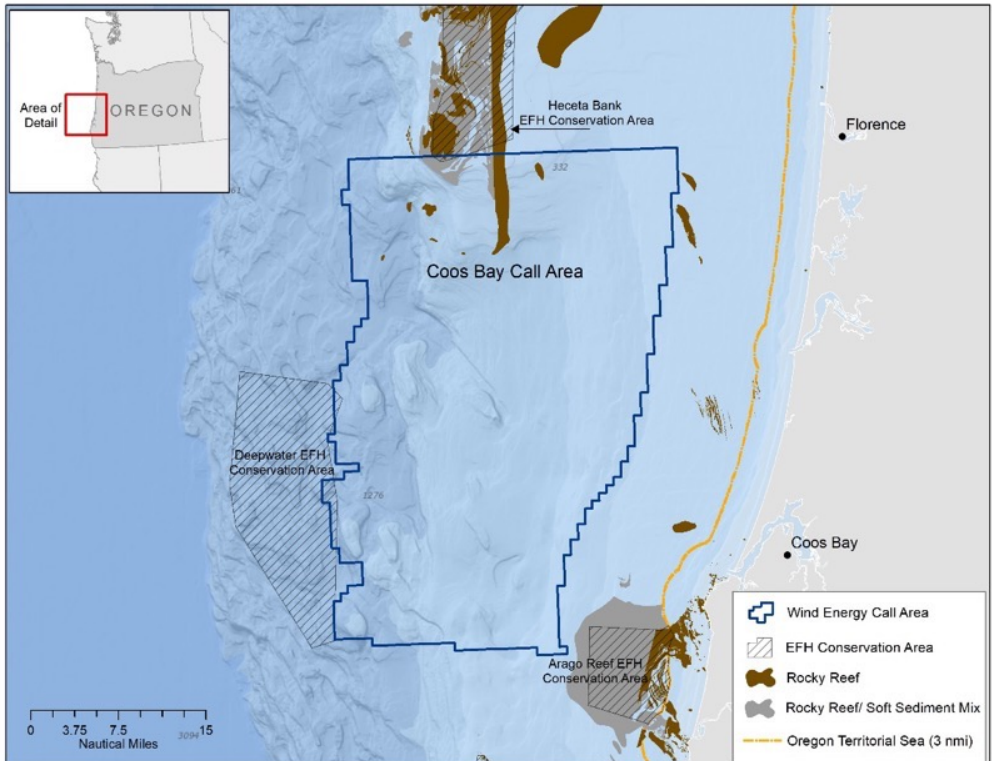 Area of
Detail
OREGON
Heceta Bank
EFH Conservation Area
Florence
332
Coos Bay Call Area
Deepwater EFH
Conservation Area
1276
Coos Bay
Arago Reef EFH
Conservation Area
Wind Energy Call Area
EFH Conservation Area
Rocky Reef
Rocky Reef/ Soft Sediment Mix
Oregon Territorial Sea (3 nmi)
0 3.75 7.5 15
Nautical Miles
3094